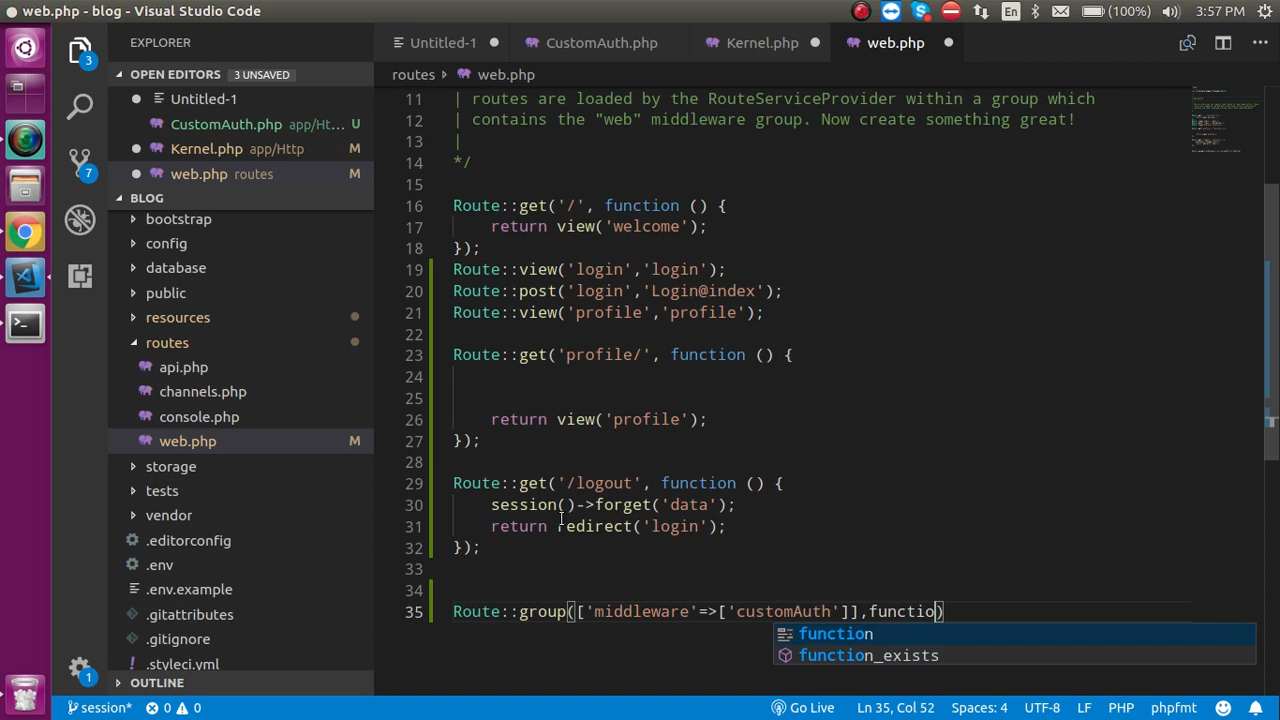 web.php - blog - Visual Studio Code
En
(100%)
3:57 PM
EXPLORER
Untitled-1
CustomAuth.php
Kernel.php
web.php
OPEN EDITORS 3 UNSAVED
routes web.php
Untitled-1
CustomAuth.php app/Ht... U
Kernel.php app/Http M
web.php routes M
BLOG
bootstrap
config
database
public
resources
routes
api.php
channels.php
console.php
web.php M
storage
tests
vendor
.editorconfig
.env
.env.example
.gitattributes
.gitignore
.styleci.yml
OUTLINE
3
7
1
11 | routes are loaded by the RouteServiceProvider within a group which
12 | contains the "web" middleware group. Now create something great!
13 |
14 */
15
16 Route::get('/', function () {
17 return view('welcome');
18 });
19 Route::view('login','login');
20 Route::post('login','Login@index');
21 Route::view('profile','profile');
22
23 Route::get('profile/', function () {
24
25
26 return view('profile');
27 });
28
29 Route::get('/logout', function () {
30 session()->forget('data');
31 return redirect('login');
32 });
33
34
35 Route::group(['middleware'=>['customAuth']],functio)
function
function_exists
session* 0 0
Go Live
Ln 35, Col 52
Spaces: 4
UTF-8
LF
PHP
phpfmt